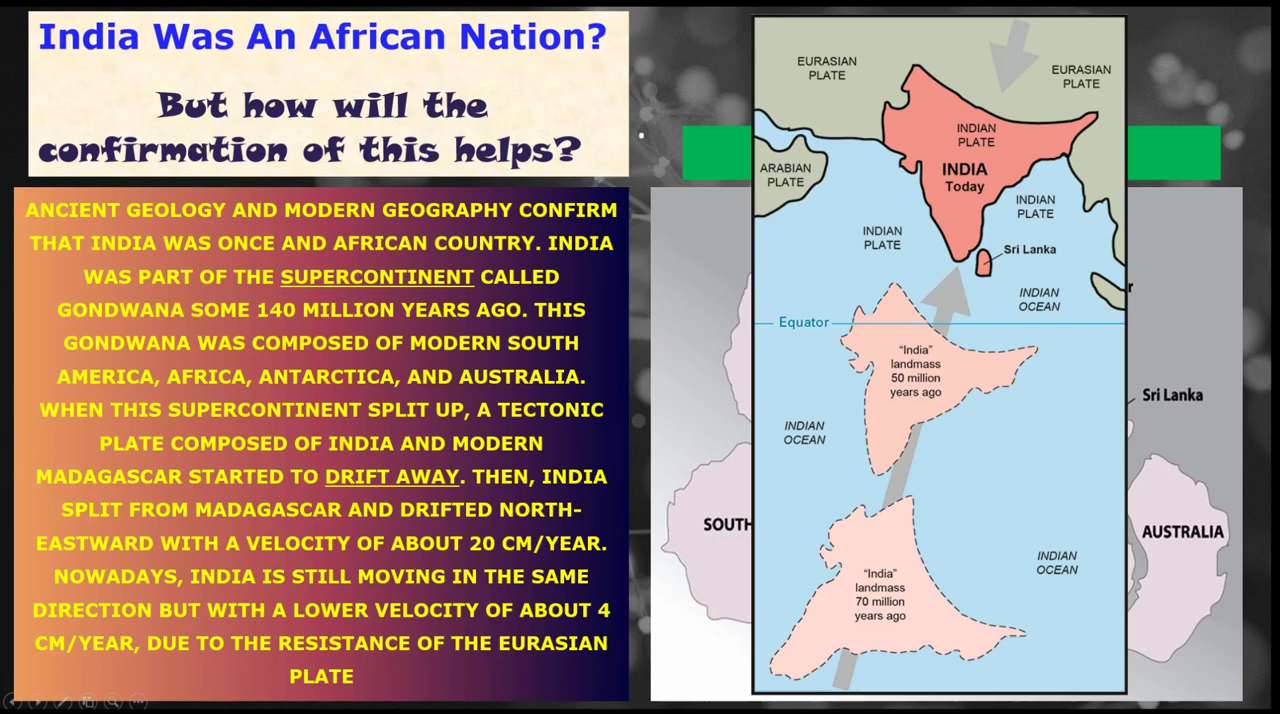 India Was An African Nation?
But how will the
confirmation of this helps?
ANCIENT GEOLOGY AND MODERN GEOGRAPHY CONFIRM
THAT INDIA WAS ONCE AND AFRICAN COUNTRY. INDIA
WAS PART OF THE SUPERCONTINENT CALLED
GONDWANA SOME 140 MILLION YEARS AGO. THIS
GONDWANA WAS COMPOSED OF MODERN SOUTH
AMERICA, AFRICA, ANTARCTICA, AND AUSTRALIA.
WHEN THIS SUPERCONTINENT SPLIT UP, A TECTONIC
PLATE COMPOSED OF INDIA AND MODERN
MADAGASCAR STARTED TO DRIFT AWAY. THEN, INDIA
SPLIT FROM MADAGASCAR AND DRIFTED NORTH-
EASTWARD WITH A VELOCITY OF ABOUT 20 CM/YEAR.
NOWADAYS, INDIA IS STILL MOVING IN THE SAME
DIRECTION BUT WITH A LOWER VELOCITY OF ABOUT 4
CM/YEAR, DUE TO THE RESISTANCE OF THE EURASIAN
PLATE
EURASIAN
PLATE
EURASIAN
PLATE
INDIAN
PLATE
ARABIAN
PLATE
INDIA
Today
INDIAN
PLATE
INDIAN
PLATE
Sri Lanka
INDIAN
OCEAN
Equator
"India"
landmass
50 million
years ago
INDIAN
OCEAN
"India"
landmass
70 million
years ago
INDIAN
OCEAN
Sri Lanka
SOUTH
AUSTRALIA